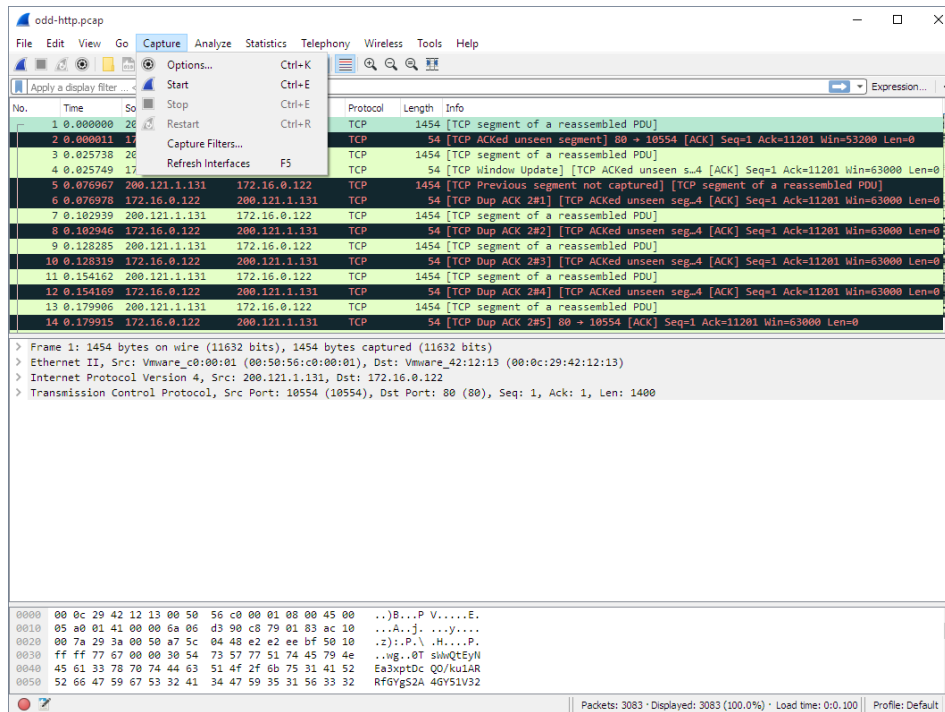 odd-http.pcap
File Edit View Go Capture Analyze Statistics Telephony Wireless Tools Help
Options... Ctrl+K
Start Ctrl+E
Stop Ctrl+E
Restart Ctrl+R
Capture Filters...
Refresh Interfaces F5
Apply a display filter ... Expression...
No. Time So Protocol Length Info
1 0.000000 20 TCP 1454 [TCP segment of a reassembled PDU]
2 0.000011 17 TCP 54 [TCP ACKed unseen segment] 80 → 10554 [ACK] Seq=1 Ack=11201 Win=53200 Len=0
3 0.025738 20 TCP 1454 [TCP segment of a reassembled PDU]
4 0.025749 17 TCP 54 [TCP Window Update] [TCP ACKed unseen s…4 [ACK] Seq=1 Ack=11201 Win=63000 Len=0
5 0.076967 200.121.1.131 172.16.0.122 TCP 1454 [TCP Previous segment not captured] [TCP segment of a reassembled PDU]
6 0.076978 172.16.0.122 200.121.1.131 TCP 54 [TCP Dup ACK 2#1] [TCP ACKed unseen seg…4 [ACK] Seq=1 Ack=11201 Win=63000 Len=0
7 0.102939 200.121.1.131 172.16.0.122 TCP 1454 [TCP segment of a reassembled PDU]
8 0.102946 172.16.0.122 200.121.1.131 TCP 54 [TCP Dup ACK 2#2] [TCP ACKed unseen seg…4 [ACK] Seq=1 Ack=11201 Win=63000 Len=0
9 0.128285 200.121.1.131 172.16.0.122 TCP 1454 [TCP segment of a reassembled PDU]
10 0.128319 172.16.0.122 200.121.1.131 TCP 54 [TCP Dup ACK 2#3] [TCP ACKed unseen seg…4 [ACK] Seq=1 Ack=11201 Win=63000 Len=0
11 0.154162 200.121.1.131 172.16.0.122 TCP 1454 [TCP segment of a reassembled PDU]
12 0.154169 172.16.0.122 200.121.1.131 TCP 54 [TCP Dup ACK 2#4] [TCP ACKed unseen seg…4 [ACK] Seq=1 Ack=11201 Win=63000 Len=0
13 0.179906 200.121.1.131 172.16.0.122 TCP 1454 [TCP segment of a reassembled PDU]
14 0.179915 172.16.0.122 200.121.1.131 TCP 54 [TCP Dup ACK 2#5] 80 → 10554 [ACK] Seq=1 Ack=11201 Win=63000 Len=0
> Frame 1: 1454 bytes on wire (11632 bits), 1454 bytes captured (11632 bits)
> Ethernet II, Src: Vmware_c0:00:01 (00:50:56:c0:00:01), Dst: Vmware_42:12:13 (00:0c:29:42:12:13)
> Internet Protocol Version 4, Src: 200.121.1.131, Dst: 172.16.0.122
> Transmission Control Protocol, Src Port: 10554 (10554), Dst Port: 80 (80), Seq: 1, Ack: 1, Len: 1400
0000 00 0c 29 42 12 13 00 50 56 c0 00 01 08 00 45 00 ..)B...P V.....E.
0010 05 a0 01 41 00 00 6a 06 d3 90 c8 79 01 83 ac 10 ...A..j. ...y....
0020 00 7a 29 3a 00 50 a7 5c 04 48 e2 e2 ee bf 50 10 .z):.P.\ .H....P.
0030 ff ff 77 67 00 00 30 54 73 57 77 51 74 45 79 4e ..wg..0T sWwQtEyN
0040 45 61 33 78 70 74 44 63 51 4f 2f 6b 75 31 41 52 Ea3xptDc QO/ku1AR
0050 52 66 47 59 67 53 32 41 34 47 59 35 31 56 33 32 RfGYgS2A 4GY51V32
Packets: 3083 · Displayed: 3083 (100.0%) · Load time: 0:0.100 Profile: Default